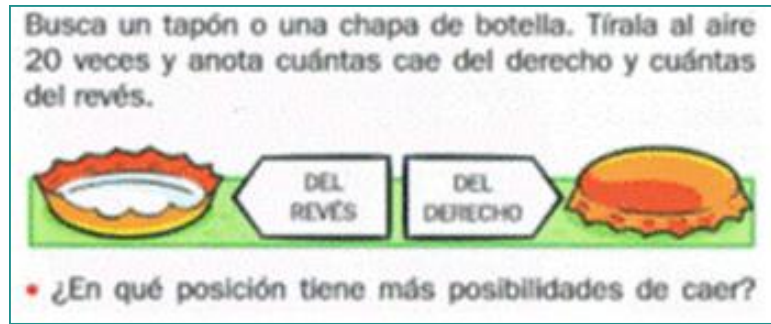 Busca un tapón o una chapa de botella. Tírala al aire
20 veces y anota cuántas cae del derecho y cuántas
del revés.
DEL
REVÉS
DEL
DERECHO
• ¿En qué posición tiene más posibilidades de caer?